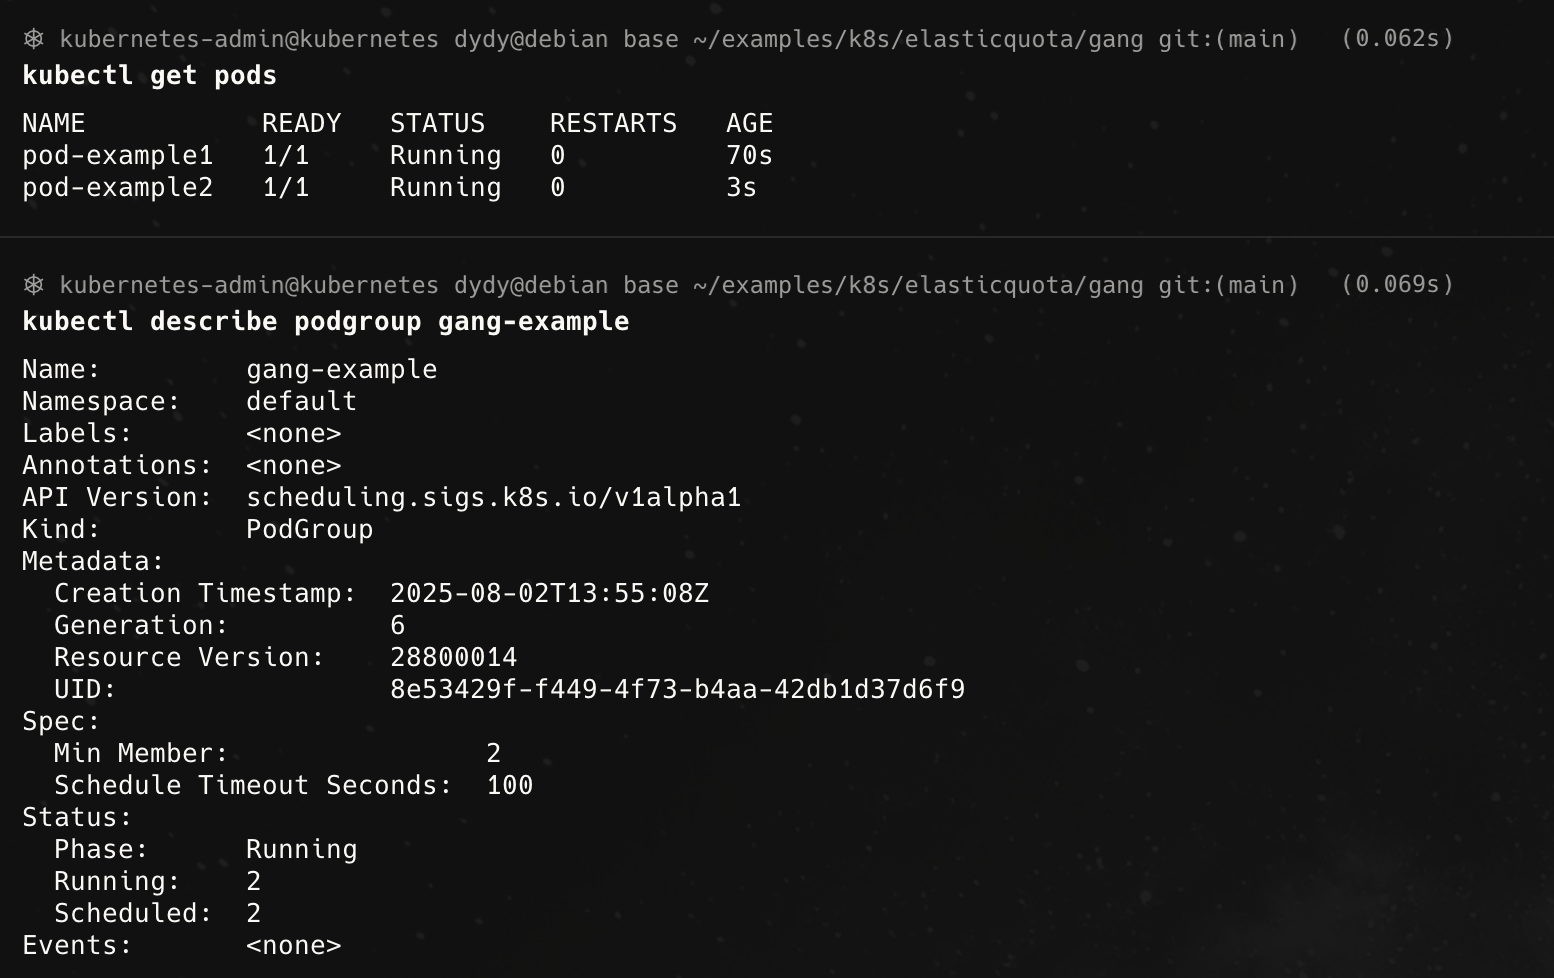 kubernetes-admin@kubernetes dydy@debian base ~/examples/k8s/elasticquota/gang git:(main) (0.062s)
kubectl get pods
NAME READY STATUS RESTARTS AGE
pod-example1 1/1 Running 0 70s
pod-example2 1/1 Running 0 3s
kubernetes-admin@kubernetes dydy@debian base ~/examples/k8s/elasticquota/gang git:(main) (0.069s)
kubectl describe podgroup gang-example
Name: gang-example
Namespace: default
Labels: <none>
Annotations: <none>
API Version: scheduling.sigs.k8s.io/v1alpha1
Kind: PodGroup
Metadata:
Creation Timestamp: 2025-08-02T13:55:08Z
Generation: 6
Resource Version: 28800014
UID: 8e53429f-f449-4f73-b4aa-42db1d37d6f9
Spec:
Min Member: 2
Schedule Timeout Seconds: 100
Status:
Phase: Running
Running: 2
Scheduled: 2
Events: <none>